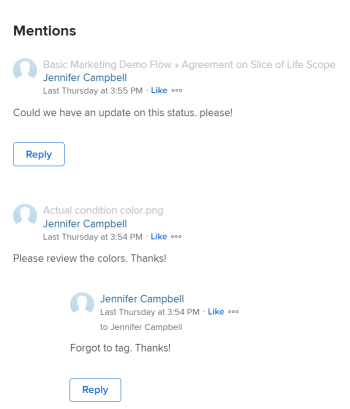 Mentions
Basic Marketing Demo Flow » Agreement on Slice of Life Scope
Jennifer Campbell
Last Thursday at 3:55 PM · Like
Could we have an update on this status. please!
Reply
Actual condition color.png
Jennifer Campbell
Last Thursday at 3:54 PM · Like
Please review the colors. Thanks!
Jennifer Campbell
Last Thursday at 3:54 PM · Like
to Jennifer Campbell
Forgot to tag. Thanks!
Reply